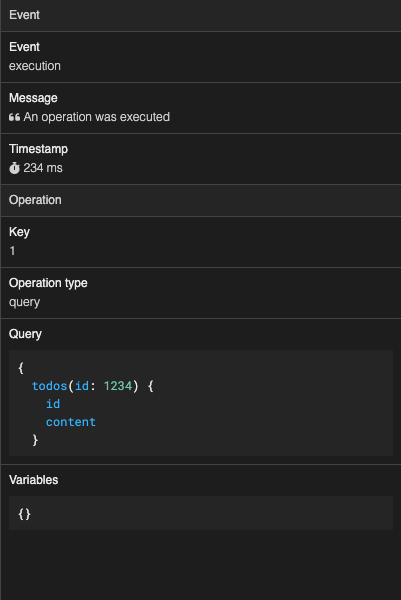 Event
Event
execution
Message
❝ An operation was executed
Timestamp
234 ms
Operation
Key
1
Operation type
query
Query
{
  todos(id: 1234) {
    id
    content
  }
Variables
{}